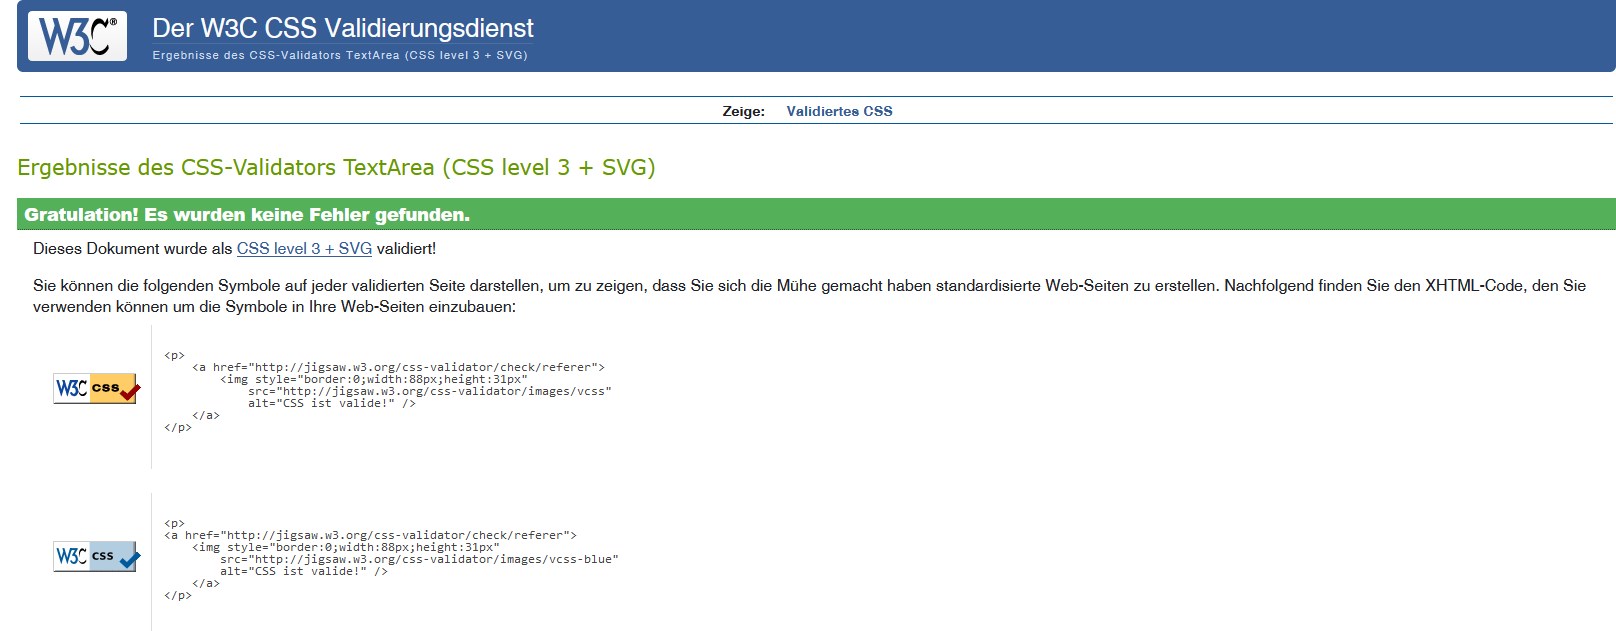 W3C®
Der W3C CSS Validierungsdienst
Ergebnisse des CSS-Validators TextArea (CSS level 3 + SVG)
Zeige: Validiertes CSS
Ergebnisse des CSS-Validators TextArea (CSS level 3 + SVG)
Gratulation! Es wurden keine Fehler gefunden.
Dieses Dokument wurde als CSS level 3 + SVG validiert!
Sie können die folgenden Symbole auf jeder validierten Seite darstellen, um zu zeigen, dass Sie sich die Mühe gemacht haben standardisierte Web-Seiten zu erstellen. Nachfolgend finden Sie den XHTML-Code, den Sie
verwenden können um die Symbole in Ihre Web-Seiten einzubauen:
W3C css
<p>
<a href="http://jigsaw.w3.org/css-validator/check/referer">
<img style="border:0;width:88px;height:31px"
src="http://jigsaw.w3.org/css-validator/images/vcss"
alt="CSS ist valide!" />
</a>
</p>
W3C css
<p>
<a href="http://jigsaw.w3.org/css-validator/check/referer">
<img style="border:0;width:88px;height:31px"
src="http://jigsaw.w3.org/css-validator/images/vcss-blue"
alt="CSS ist valide!" />
</a>
</p>